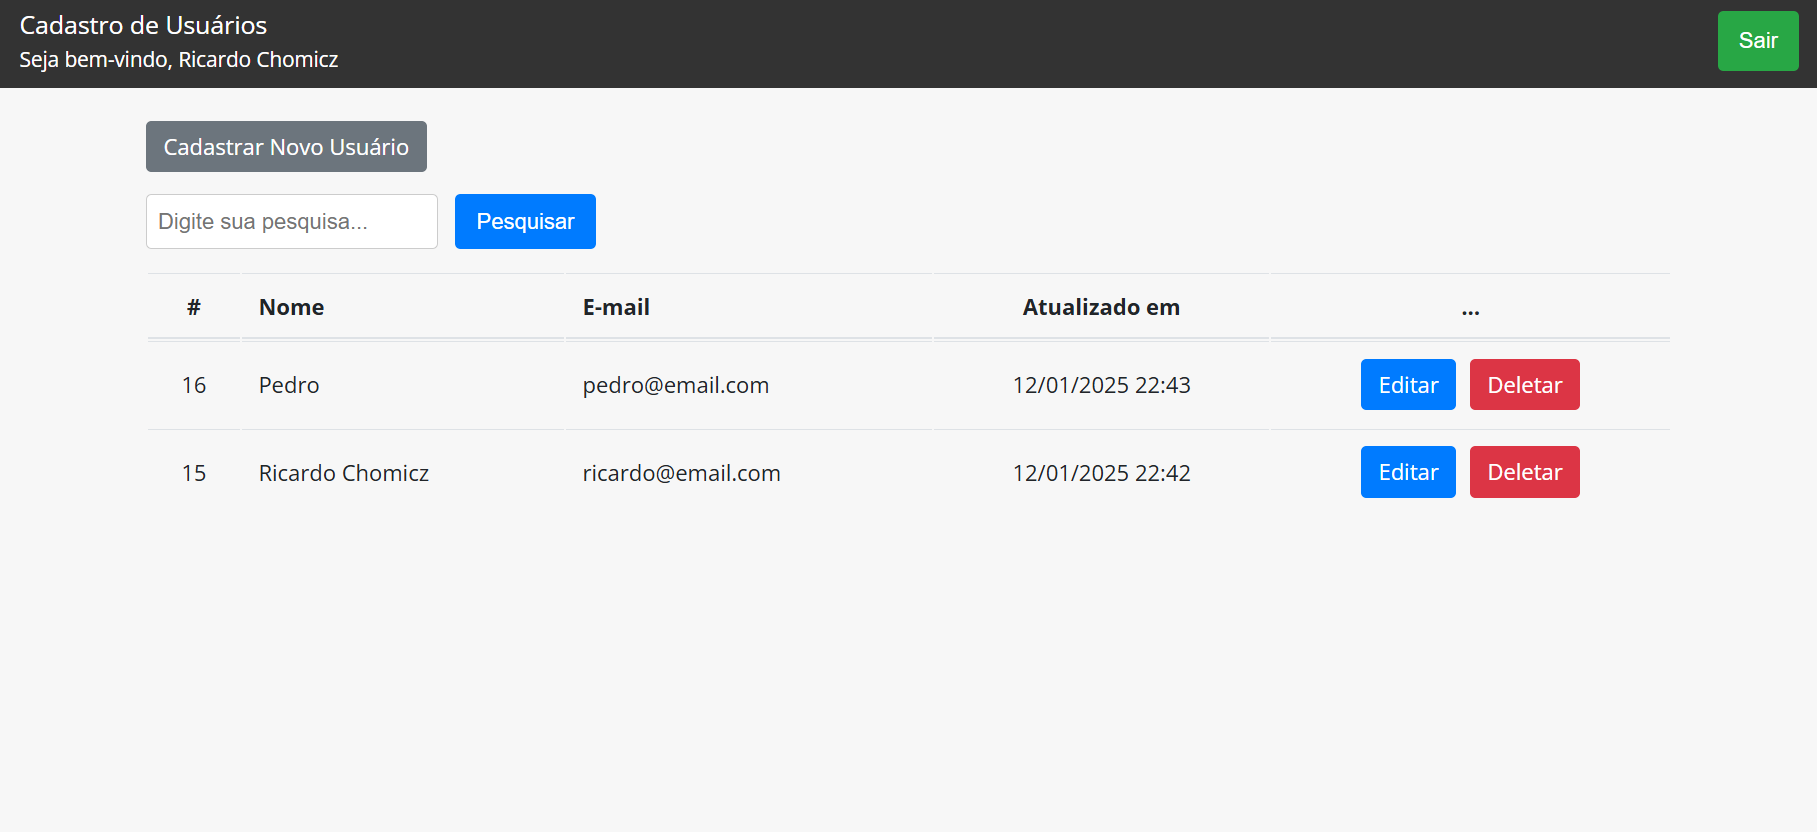 Cadastro de Usuários
Seja bem-vindo, Ricardo Chomicz
Sair
Cadastrar Novo Usuário
Digite sua pesquisa... Pesquisar
# Nome E-mail Atualizado em ...
16 Pedro pedro@email.com 12/01/2025 22:43 Editar Deletar
15 Ricardo Chomicz ricardo@email.com 12/01/2025 22:42 Editar Deletar